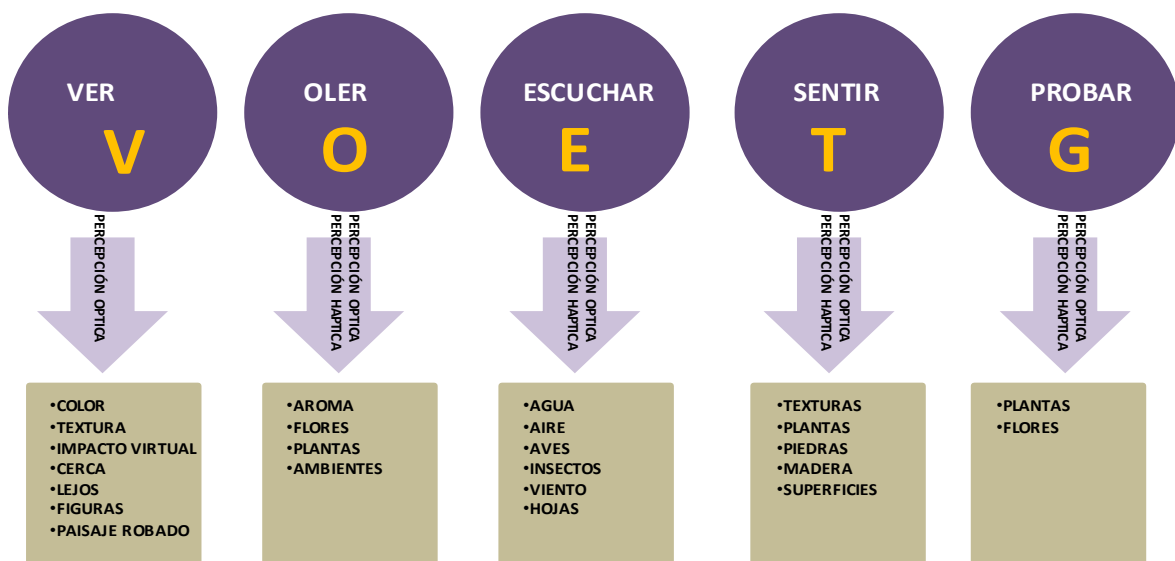 VER
V
PERCEPCIÓN OPTICA
•COLOR
•TEXTURA
•IMPACTO VIRTUAL
•CERCA
•LEJOS
•FIGURAS
•PAISAJE ROBADO
OLER
O
PERCEPCIÓN OPTICA
PERCEPCIÓN HAPTICA
•AROMA
•FLORES
•PLANTAS
•AMBIENTES
ESCUCHAR
E
PERCEPCIÓN OPTICA
PERCEPCIÓN HAPTICA
•AGUA
•AIRE
•AVES
•INSECTOS
•VIENTO
•HOJAS
SENTIR
T
PERCEPCIÓN OPTICA
PERCEPCIÓN HAPTICA
•TEXTURAS
•PLANTAS
•PIEDRAS
•MADERA
•SUPERFICIES
PROBAR
G
PERCEPCIÓN OPTICA
PERCEPCIÓN HAPTICA
•PLANTAS
•FLORES